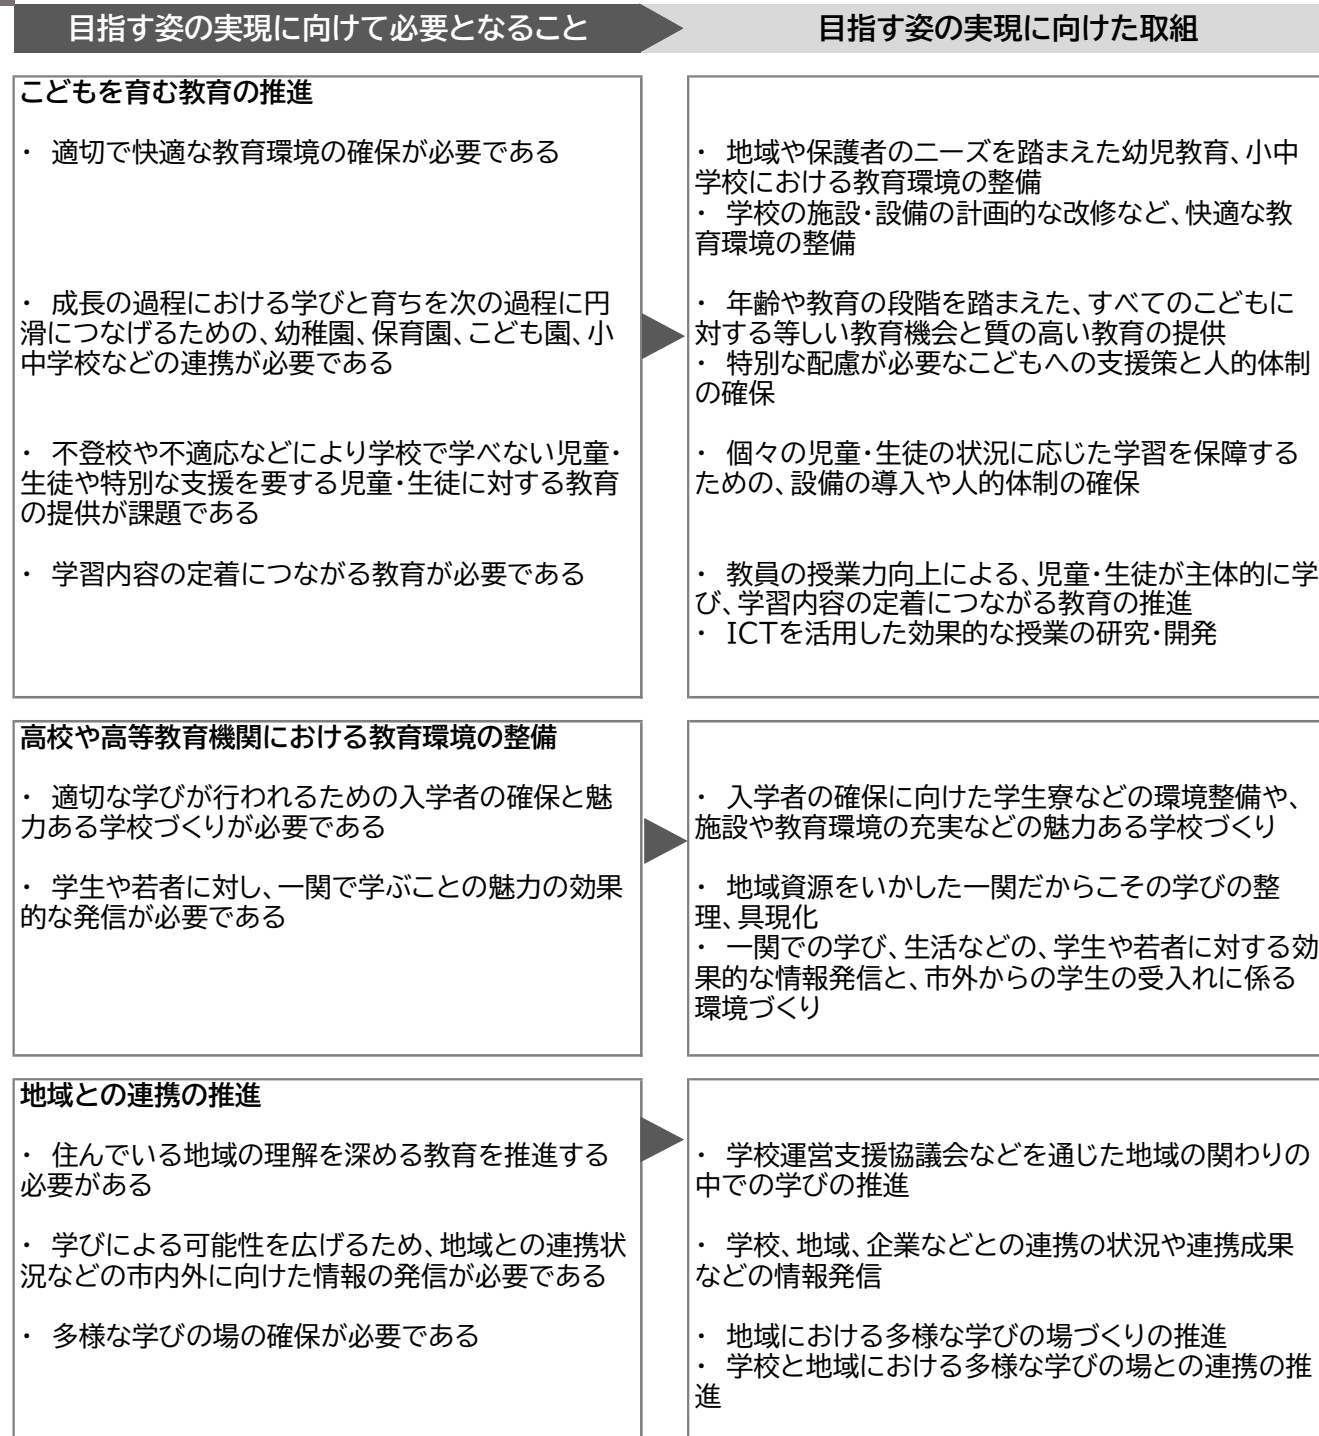 目指す姿の実現に向けて必要となること
目指す姿の実現に向けた取組
こどもを育む教育の推進
・ 適切で快適な教育環境の確保が必要である
・ 成長の過程における学びと育ちを次の過程に円
滑につなげるための、幼稚園、保育園、こども園、小
中学校などの連携が必要である
・ 不登校や不適応などにより学校で学べない児童・
生徒や特別な支援を要する児童・生徒に対する教育
の提供が課題である
・ 学習内容の定着につながる教育が必要である
・ 地域や保護者のニーズを踏まえた幼児教育、小中
学校における教育環境の整備
・ 学校の施設・設備の計画的な改修など、快適な教
育環境の整備
・ 年齢や教育の段階を踏まえた、すべてのこどもに
対する等しい教育機会と質の高い教育の提供
・ 特別な配慮が必要なこどもへの支援策と人的体制
の確保
・ 個々の児童・生徒の状況に応じた学習を保障する
ための、設備の導入や人的体制の確保
・ 教員の授業力向上による、児童・生徒が主体的に学
び、学習内容の定着につながる教育の推進
・ ICTを活用した効果的な授業の研究・開発
高校や高等教育機関における教育環境の整備
・ 適切な学びが行われるための入学者の確保と魅
力ある学校づくりが必要である
・ 学生や若者に対し、一関で学ぶことの魅力の効果
的な発信が必要である
・ 入学者の確保に向けた学生寮などの環境整備や、
施設や教育環境の充実などの魅力ある学校づくり
・ 地域資源をいかした一関だからこその学びの整
理、具現化
・ 一関での学び、生活などの、学生や若者に対する効
果的な情報発信と、市外からの学生の受入れに係る
環境づくり
地域との連携の推進
・ 住んでいる地域の理解を深める教育を推進する
必要がある
・ 学びによる可能性を広げるため、地域との連携状
況などの市内外に向けた情報の発信が必要である
・ 多様な学びの場の確保が必要である
・ 学校運営支援協議会などを通じた地域の関わりの
中での学びの推進
・ 学校、地域、企業などとの連携の状況や連携成果
などの情報発信
・ 地域における多様な学びの場づくりの推進
・ 学校と地域における多様な学びの場との連携の推
進